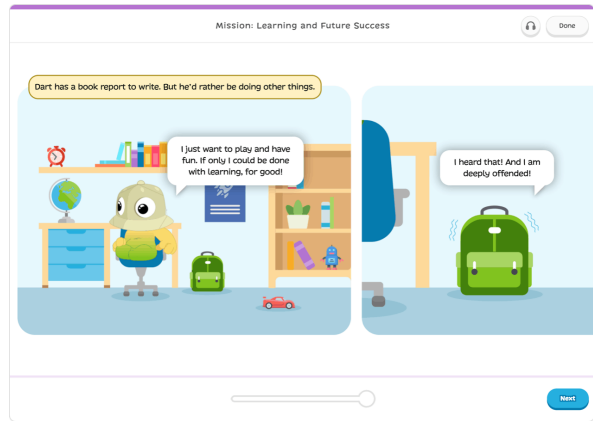 Mission: Learning and Future Success
Done
Dart has a book report to write. But he'd rather be doing other things.
I just want to play and have
fun. If only I could be done
with learning, for good!
I heard that! And I am
deeply offended!
Next